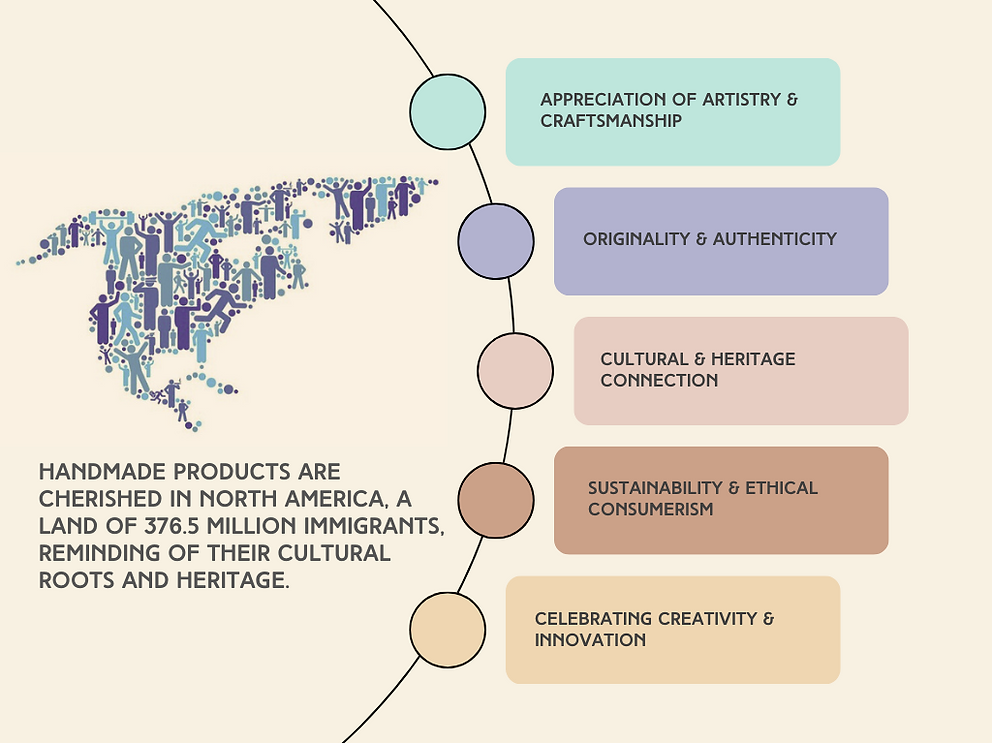 APPRECIATION OF ARTISTRY &
CRAFTSMANSHIP
ORIGINALITY & AUTHENTICITY
CULTURAL & HERITAGE
CONNECTION
SUSTAINABILITY & ETHICAL
CONSUMERISM
CELEBRATING CREATIVITY &
INNOVATION
HANDMADE PRODUCTS ARE
CHERISHED IN NORTH AMERICA, A
LAND OF 376.5 MILLION IMMIGRANTS,
REMINDING OF THEIR CULTURAL
ROOTS AND HERITAGE.